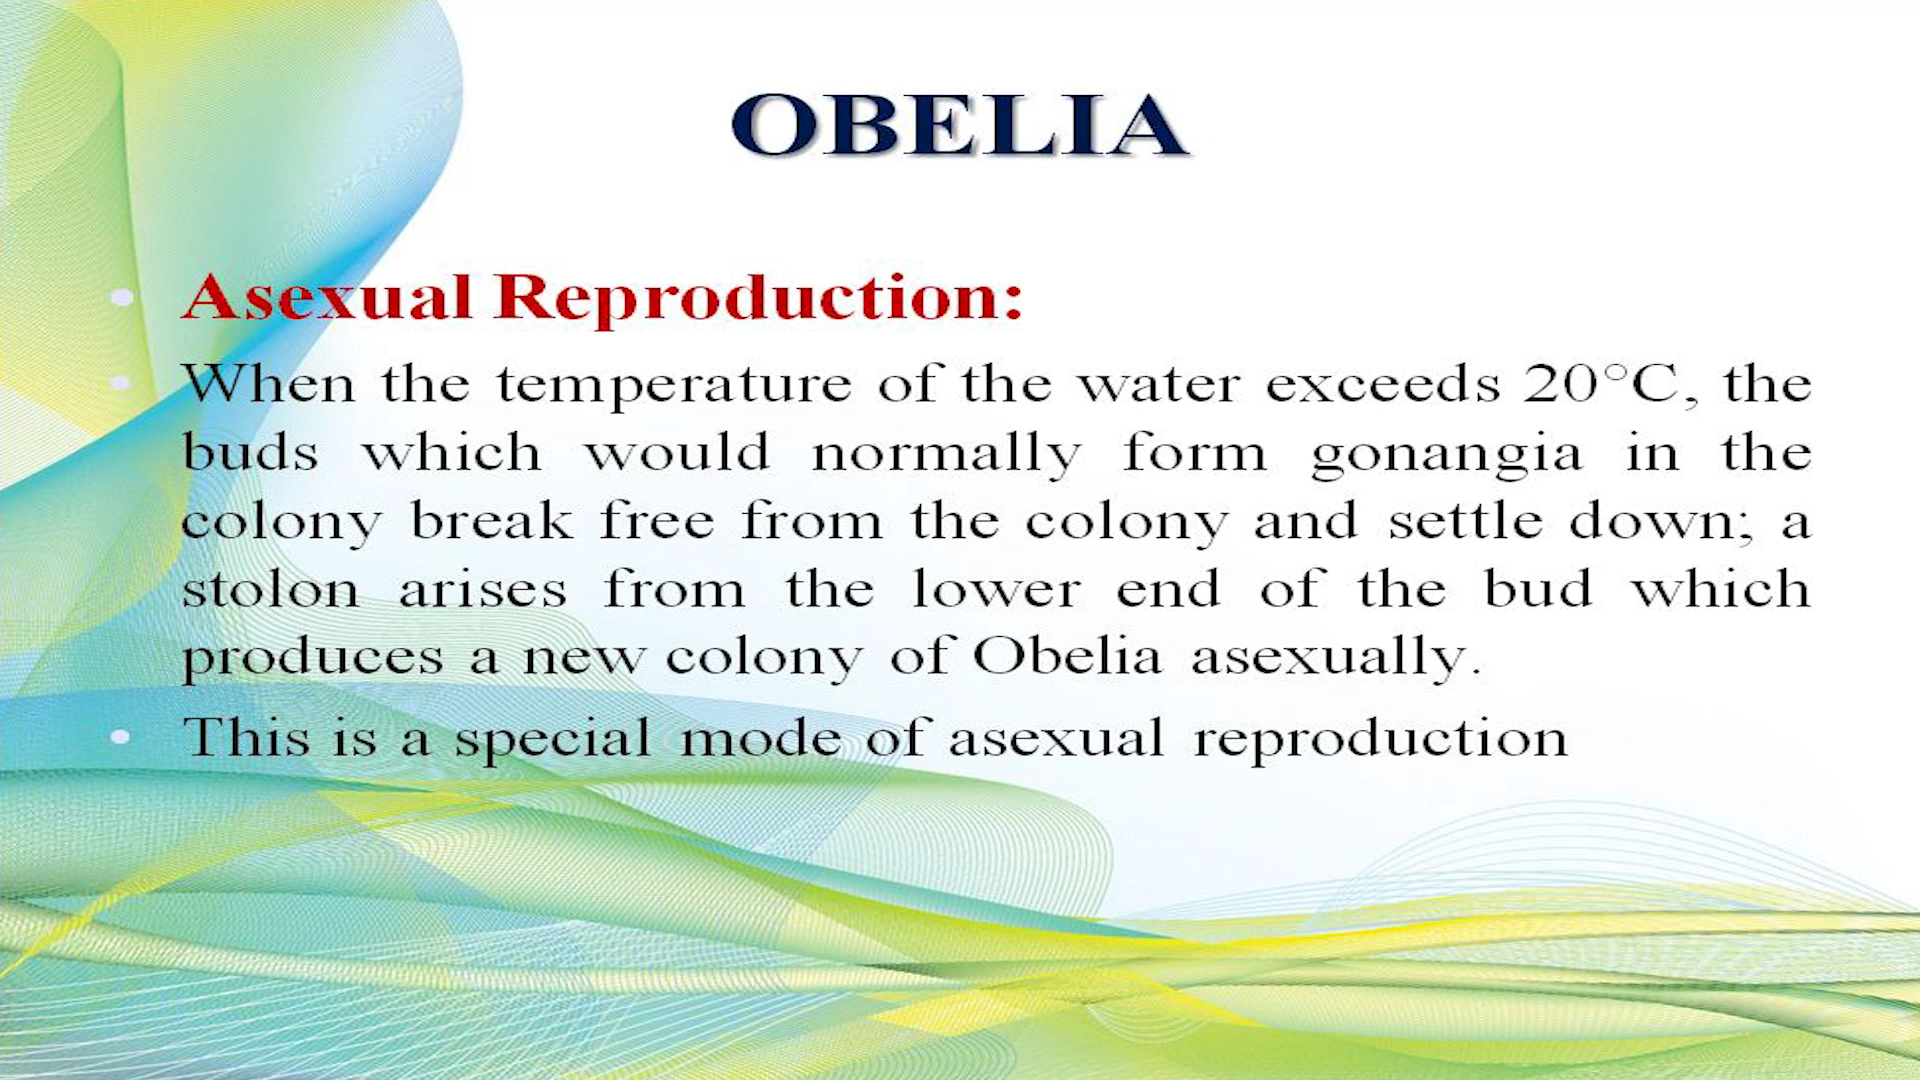 OBELIA
• Asexual Reproduction:
• When the temperature of the water exceeds 20°C, the
buds which would normally form gonangia in the
colony break free from the colony and settle down; a
stolon arises from the lower end of the bud which
produces a new colony of Obelia asexually.
• This is a special mode of asexual reproduction